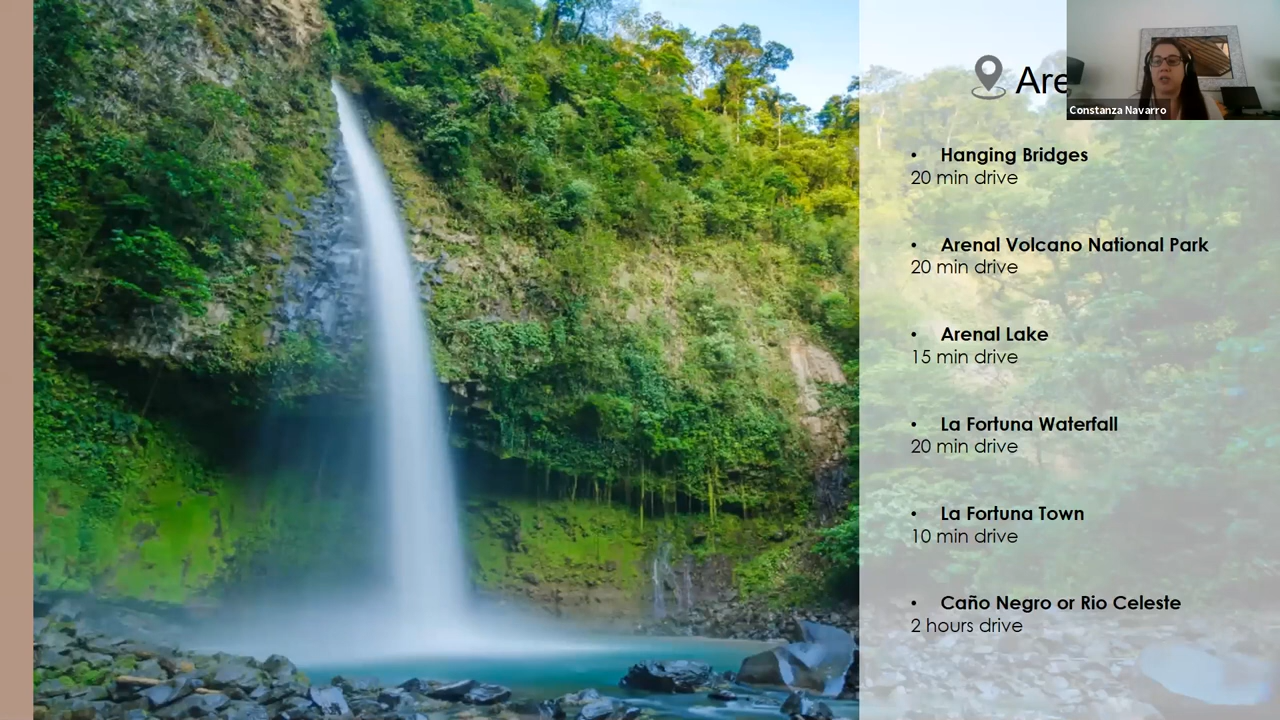 Are
Constanza Navarro
• Hanging Bridges
20 min drive
• Arenal Volcano National Park
20 min drive
• Arenal Lake
15 min drive
• La Fortuna Waterfall
20 min drive
• La Fortuna Town
10 min drive
• Caño Negro or Rio Celeste
2 hours drive